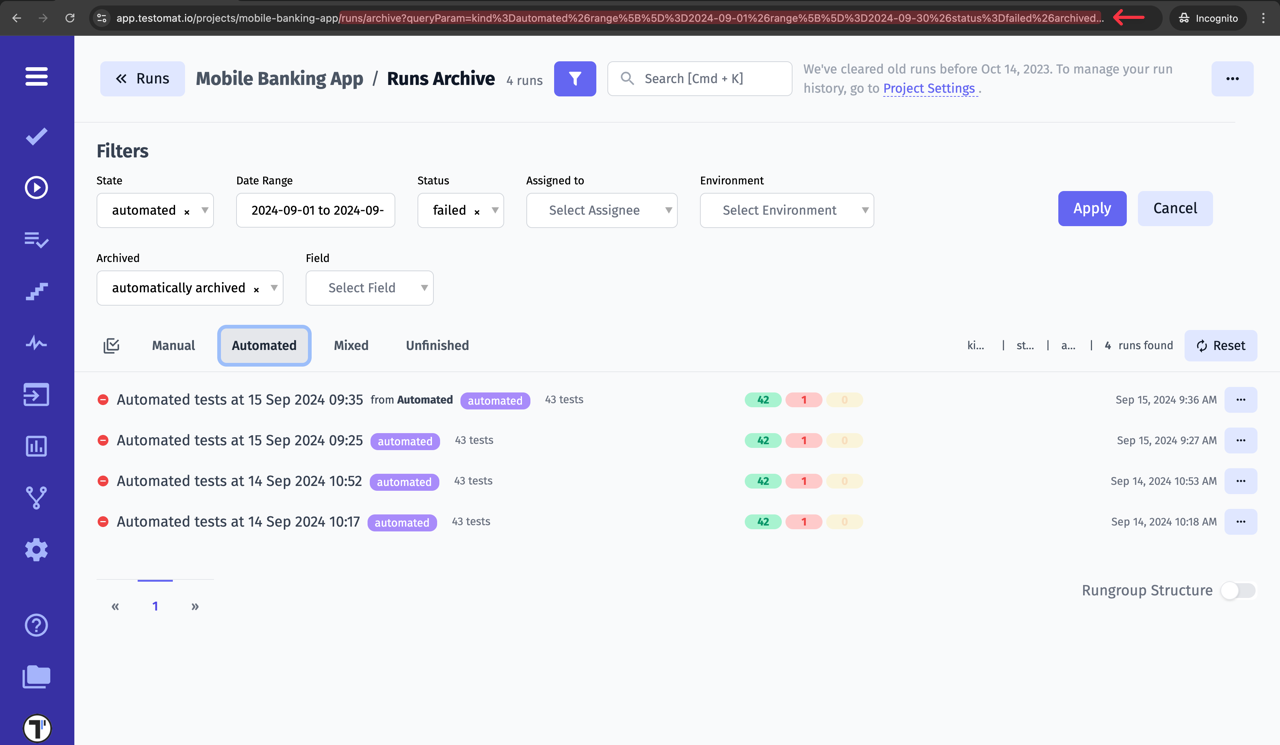 app.testomat.io/projects/mobile-banking-app/runs/archive?queryParam=kind%3Dautomated%26range%5B%5D%3D2024-09-01%26range%5B%5D%3D2024-09-30%26status%3Dfailed%26archived... Incognito
Runs Mobile Banking App / Runs Archive 4 runs Search [Cmd + K] We've cleared old runs before Oct 14, 2023. To manage your run
history, go to Project Settings .
Filters
State Date Range Status Assigned to Environment
automated × 2024-09-01 to 2024-09- failed × Select Assignee Select Environment Apply Cancel
Archived Field
automatically archived × Select Field
Manual Automated Mixed Unfinished ki... | st... | a... | 4 runs found Reset
Automated tests at 15 Sep 2024 09:35 from Automated automated 43 tests 42 1 0 Sep 15, 2024 9:36 AM
Automated tests at 15 Sep 2024 09:25 automated 43 tests 42 1 0 Sep 15, 2024 9:27 AM
Automated tests at 14 Sep 2024 10:52 automated 43 tests 42 1 0 Sep 14, 2024 10:53 AM
Automated tests at 14 Sep 2024 10:17 automated 43 tests 42 1 0 Sep 14, 2024 10:18 AM
« 1 » Rungroup Structure